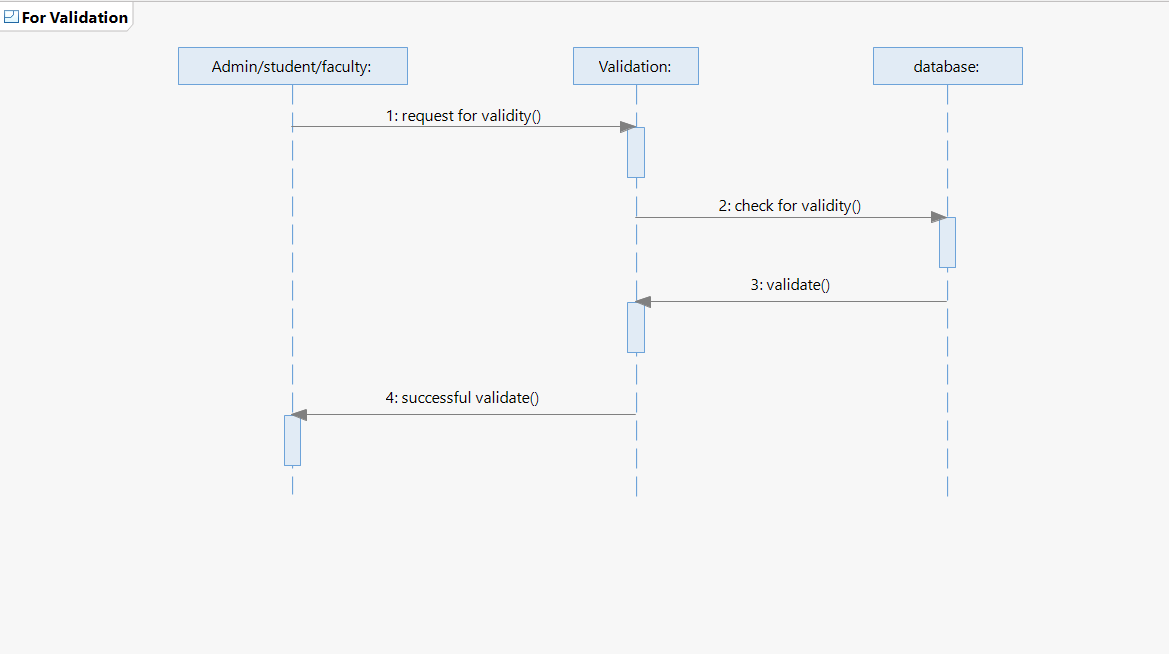 For Validation
Admin/student/faculty:
Validation:
database:
1: request for validity()
2: check for validity()
3: validate()
4: successful validate()